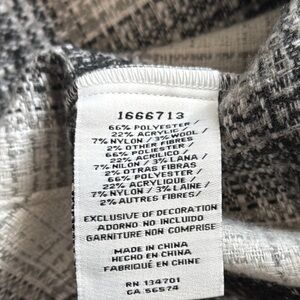 1666713
66% POLYESTER /
22% ACRYLIC /
7% NYLON / 3% WOOL /
2% OTHER FIBRES
66% POLIESTER /
22% ACRILICO /
7% NILON / 3% LANA /
2% OTRAS FIBRAS
66% POLYESTER /
22% ACRYLIQUE /
7% NYLON / 3% LAINE /
2% AUTRES FIBRES/
EXCLUSIVE OF DECORATION
ADORNO NO INCLUIDO
GARNITURE NON COMPRISE
MADE IN CHINA
HECHO EN CHINA
FABRIQUÉ EN CHINE
RN 134701
CA 56574